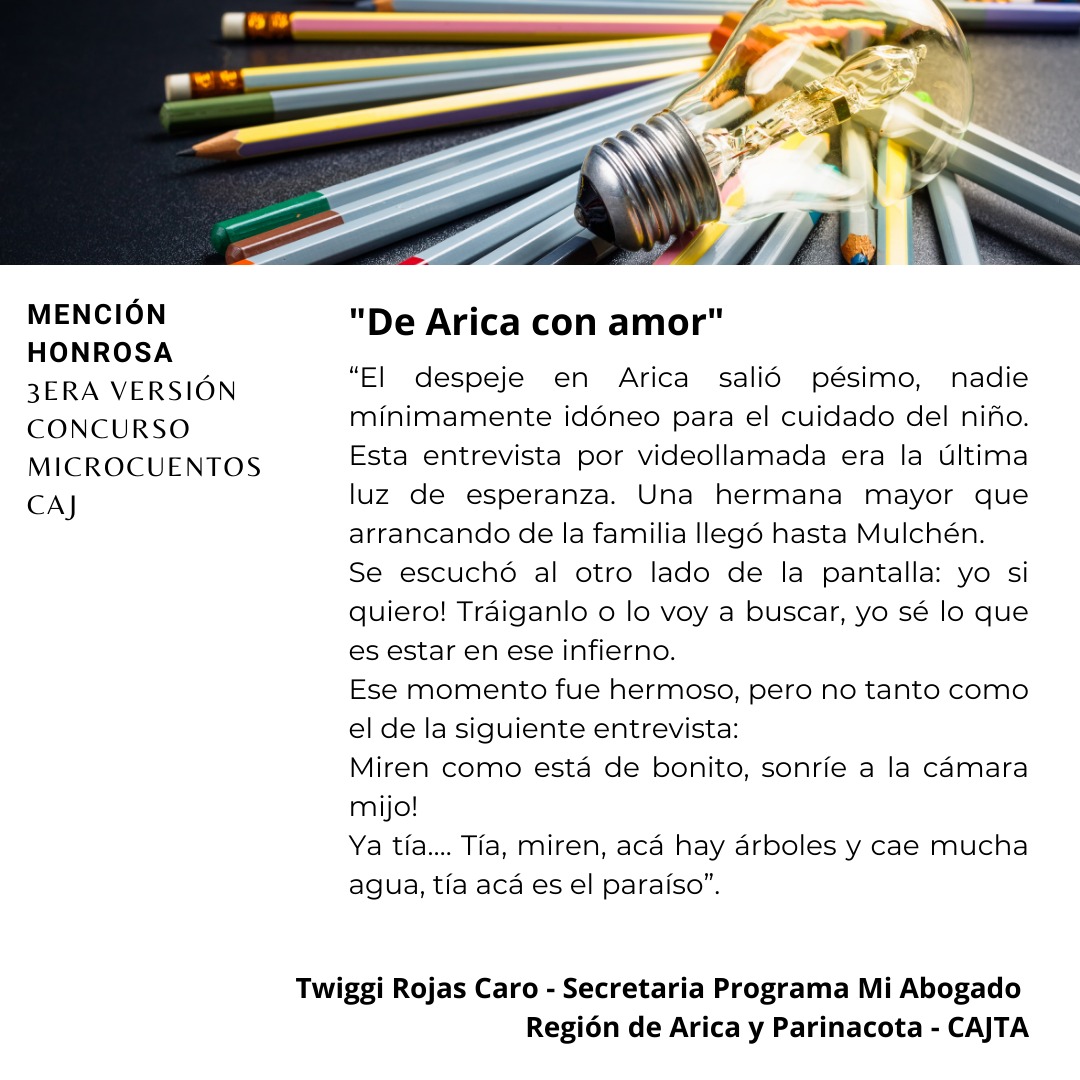 MENCIÓN
HONROSA
3ERA VERSIÓN
CONCURSO
MICROCUENTOS
CAJ
"De Arica con amor"
“El despeje en Arica salió pésimo, nadie
mínimamente idóneo para el cuidado del niño.
Esta entrevista por videollamada era la última
luz de esperanza. Una hermana mayor que
arrancando de la familia llegó hasta Mulchén.
Se escuchó al otro lado de la pantalla: yo si
quiero! Tráiganlo o lo voy a buscar, yo sé lo que
es estar en ese infierno.
Ese momento fue hermoso, pero no tanto como
el de la siguiente entrevista:
Miren como está de bonito, sonríe a la cámara
mijo!
Ya tía.... Tía, miren, acá hay árboles y cae mucha
agua, tía acá es el paraíso”.
Twiggi Rojas Caro - Secretaria Programa Mi Abogado
Región de Arica y Parinacota - CAJTA